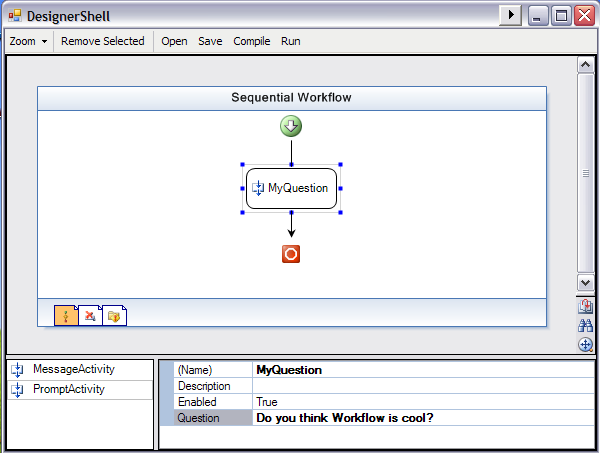 DesignerShell
Zoom Remove Selected Open Save Compile Run
Sequential Workflow
MyQuestion
MessageActivity
PromptActivity
(Name) MyQuestion
Description
Enabled True
Question Do you think Workflow is cool?